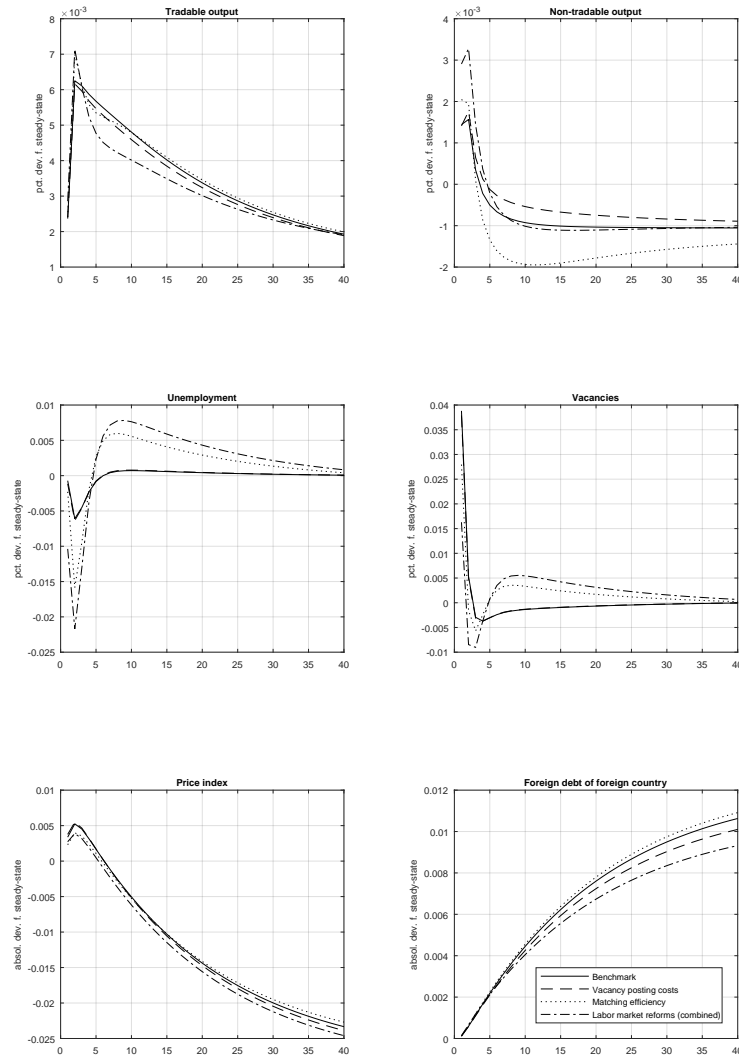 Tradable output
×10⁻³
pct. dev. f. steady-state
8
7
6
5
4
3
2
1
0 5 10 15 20 25 30 35 40
Non-tradable output
×10⁻³
pct. dev. f. steady-state
4
3
2
1
0
-1
-2
0 5 10 15 20 25 30 35 40
Unemployment
pct. dev. f. steady-state
0.01
0.005
0
-0.005
-0.01
-0.015
-0.02
-0.025
0 5 10 15 20 25 30 35 40
Vacancies
pct. dev. f. steady-state
0.04
0.035
0.03
0.025
0.02
0.015
0.01
0.005
0
-0.005
-0.01
0 5 10 15 20 25 30 35 40
Price index
absol. dev. f. steady-state
0.01
0.005
0
-0.005
-0.01
-0.015
-0.02
-0.025
0 5 10 15 20 25 30 35 40
Foreign debt of foreign country
absol. dev. f. steady-state
0.012
0.01
0.008
0.006
0.004
0.002
0
0 5 10 15 20 25 30 35 40
Benchmark
Vacancy posting costs
Matching efficiency
Labor market reforms (combined)